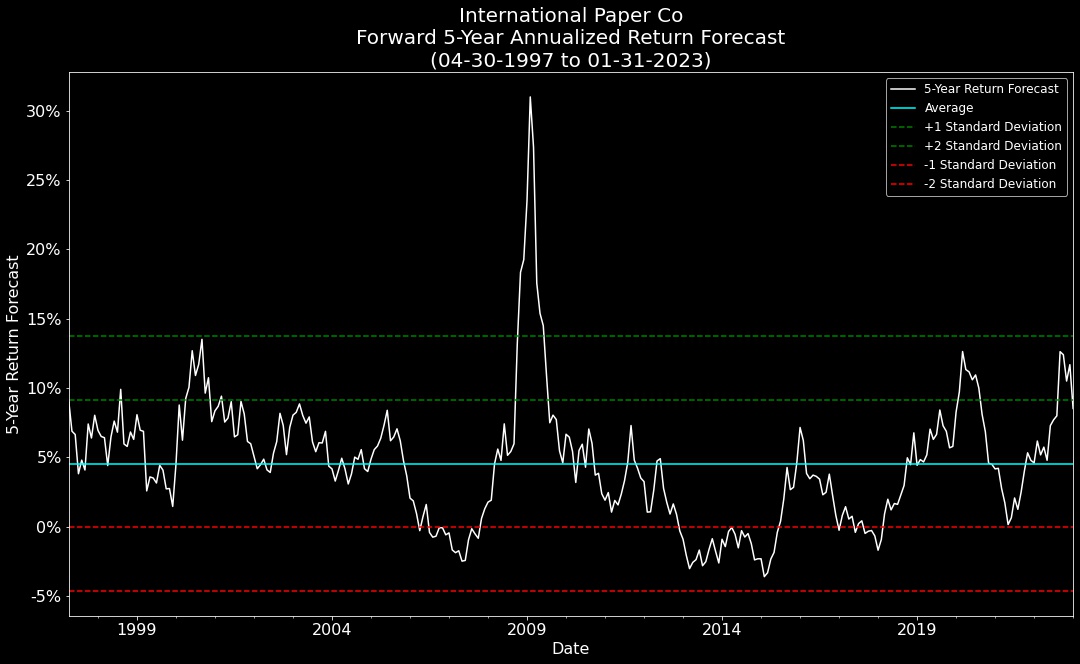 International Paper Co
Forward 5-Year Annualized Return Forecast
(04-30-1997 to 01-31-2023)
5-Year Return Forecast
Average
+1 Standard Deviation
+2 Standard Deviation
-1 Standard Deviation
-2 Standard Deviation
5-Year Return Forecast
30%
25%
20%
15%
10%
5%
0%
-5%
1999 2004 2009 2014 2019
Date